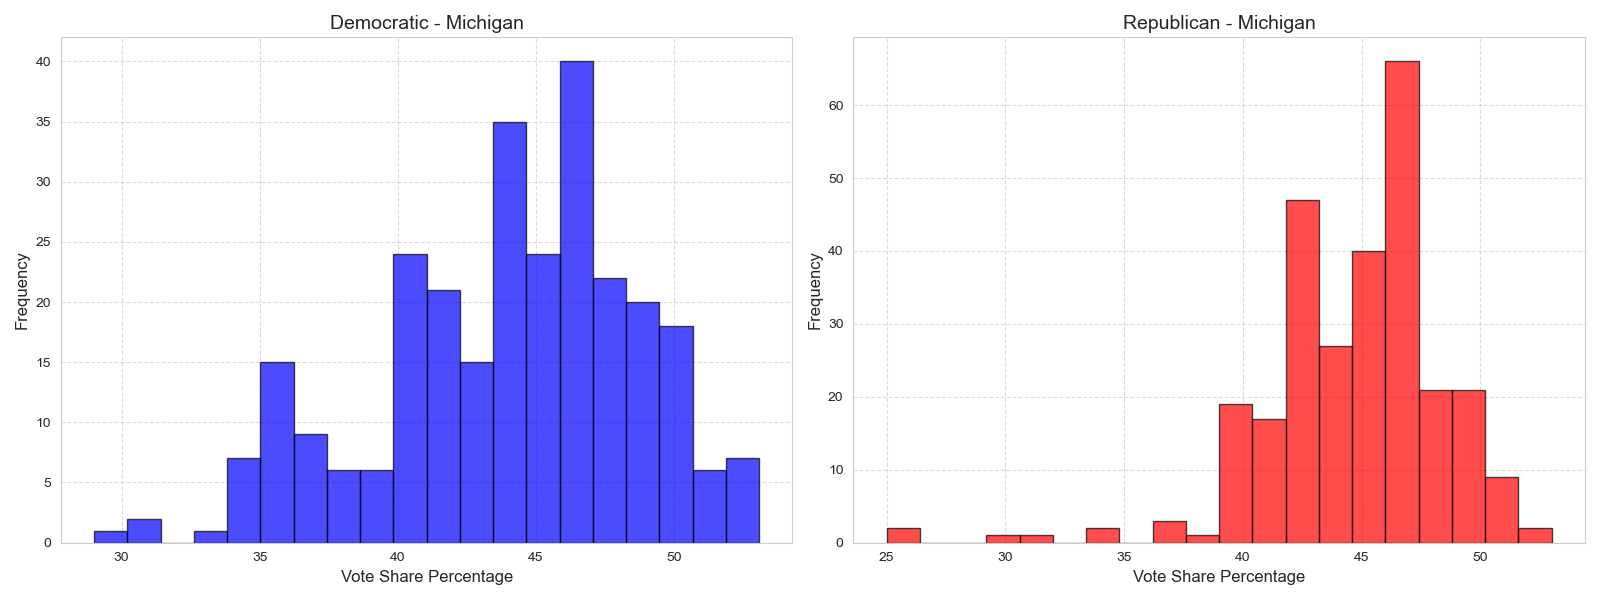 Democratic - Michigan
Frequency
40
35
30
25
20
15
10
5
0
30 35 40 45 50
Vote Share Percentage
Republican - Michigan
Frequency
60
50
40
30
20
10
0
25 30 35 40 45 50
Vote Share Percentage